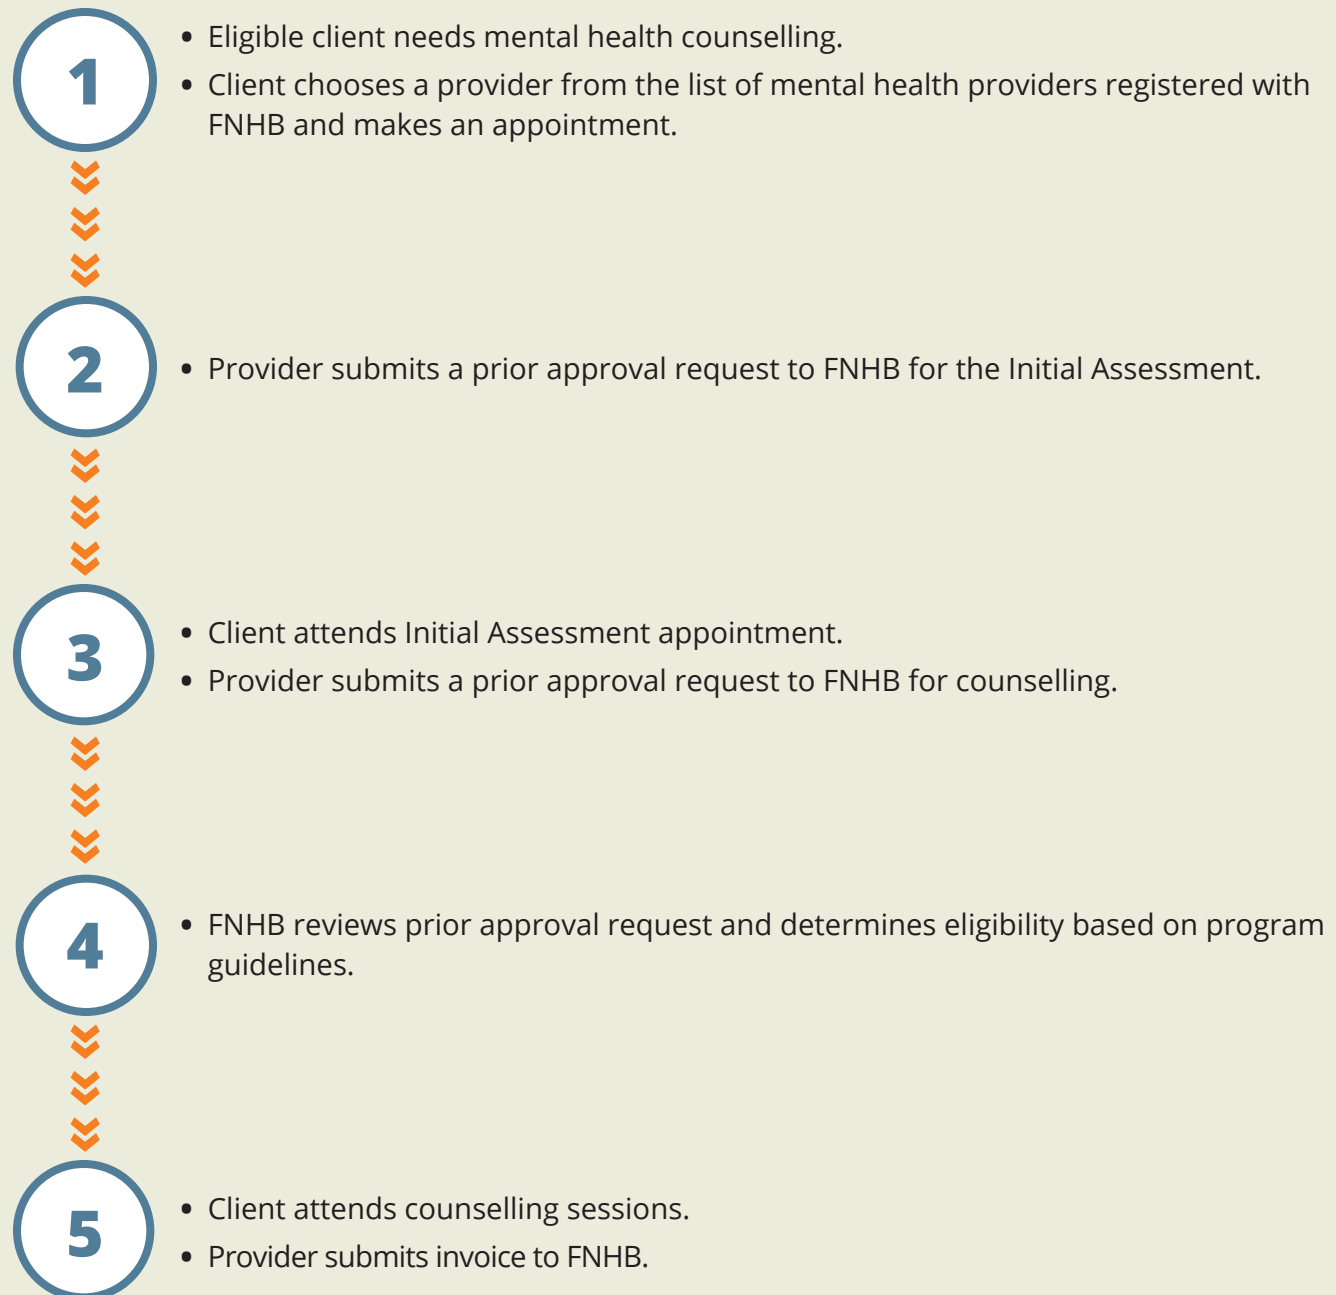 1
• Eligible client needs mental health counselling.
• Client chooses a provider from the list of mental health providers registered with
FNHB and makes an appointment.
2
• Provider submits a prior approval request to FNHB for the Initial Assessment.
3
• Client attends Initial Assessment appointment.
• Provider submits a prior approval request to FNHB for counselling.
4
• FNHB reviews prior approval request and determines eligibility based on program
guidelines.
5
• Client attends counselling sessions.
• Provider submits invoice to FNHB.